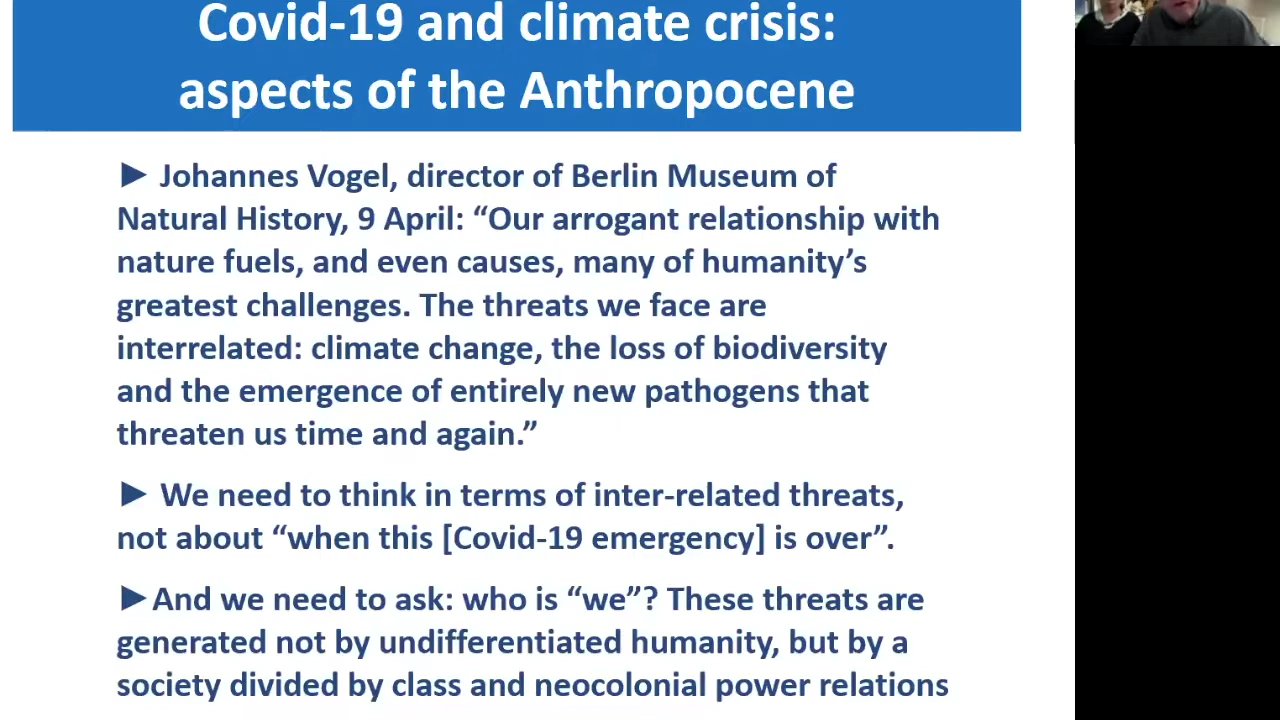 Covid-19 and climate crisis:
aspects of the Anthropocene
► Johannes Vogel, director of Berlin Museum of
Natural History, 9 April: “Our arrogant relationship with
nature fuels, and even causes, many of humanity’s
greatest challenges. The threats we face are
interrelated: climate change, the loss of biodiversity
and the emergence of entirely new pathogens that
threaten us time and again.”
► We need to think in terms of inter-related threats,
not about “when this [Covid-19 emergency] is over”.
►And we need to ask: who is “we”? These threats are
generated not by undifferentiated humanity, but by a
society divided by class and neocolonial power relations